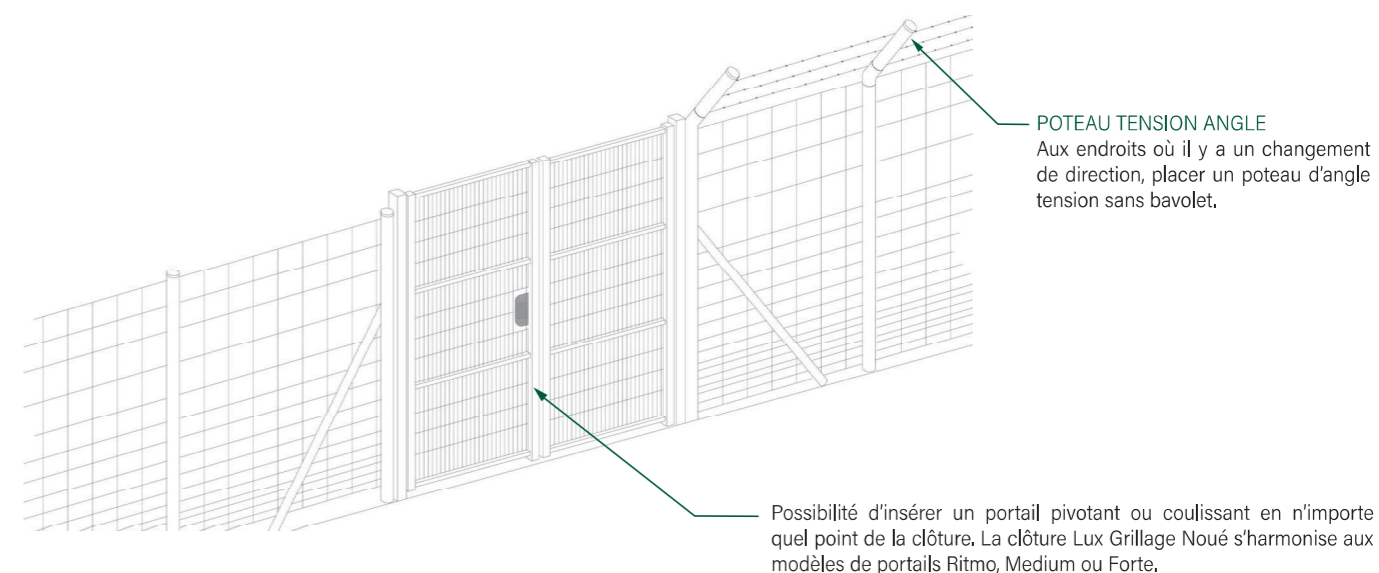 POTEAU TENSION ANGLE
Aux endroits où il y a un changement
de direction, placer un poteau d'angle
tension sans bavolet.
Possibilité d'insérer un portail pivotant ou coulissant en n'importe
quel point de la clôture. La clôture Lux Grillage Noué s'harmonise aux
modèles de portails Ritmo, Medium ou Forte.